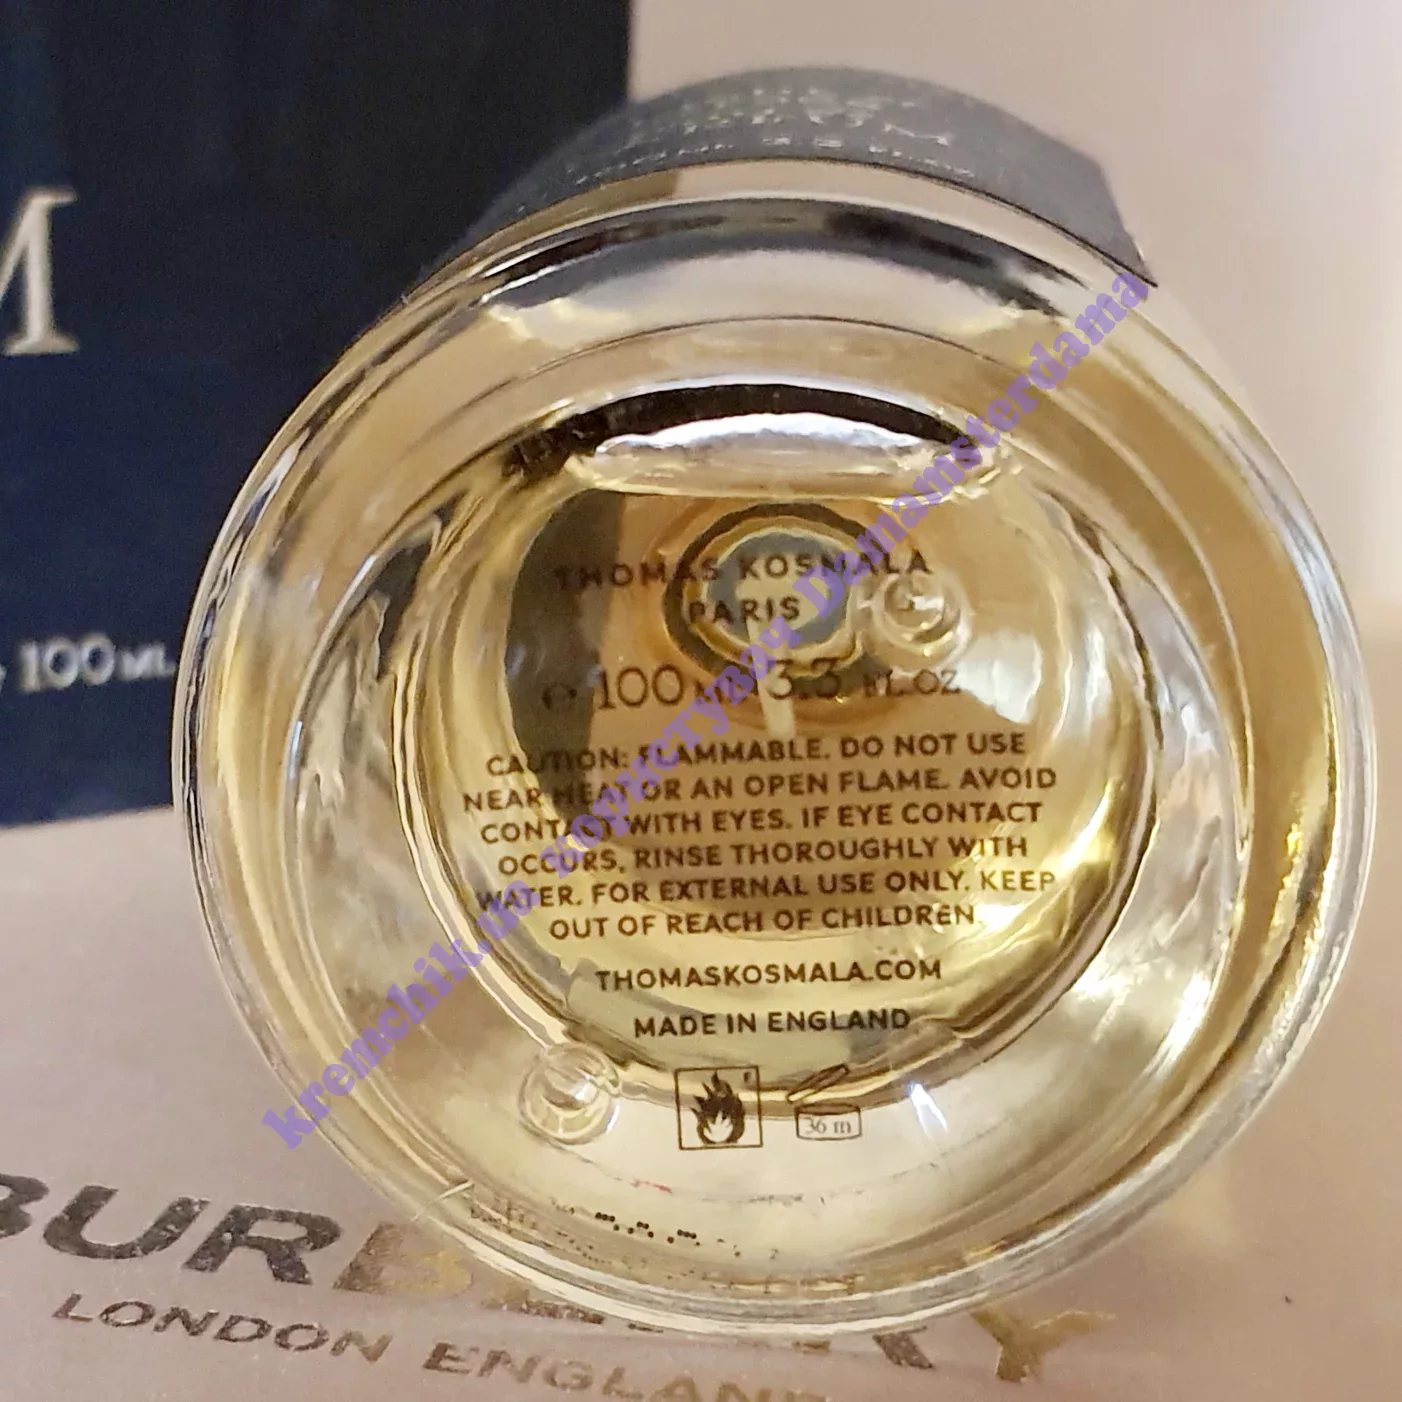 M
100 ML
THOMAS KOSMALA
PARIS
e 100 ML 3.3 FL.OZ
CAUTION: FLAMMABLE. DO NOT USE
NEAR HEAT OR AN OPEN FLAME. AVOID
CONTACT WITH EYES. IF EYE CONTACT
OCCURS, RINSE THOROUGHLY WITH
WATER. FOR EXTERNAL USE ONLY. KEEP
OUT OF REACH OF CHILDREN.
THOMASKOSMALA.COM
MADE IN ENGLAND
F
36 m
BURBERRY
LONDON ENGLAND
Damamsterdama